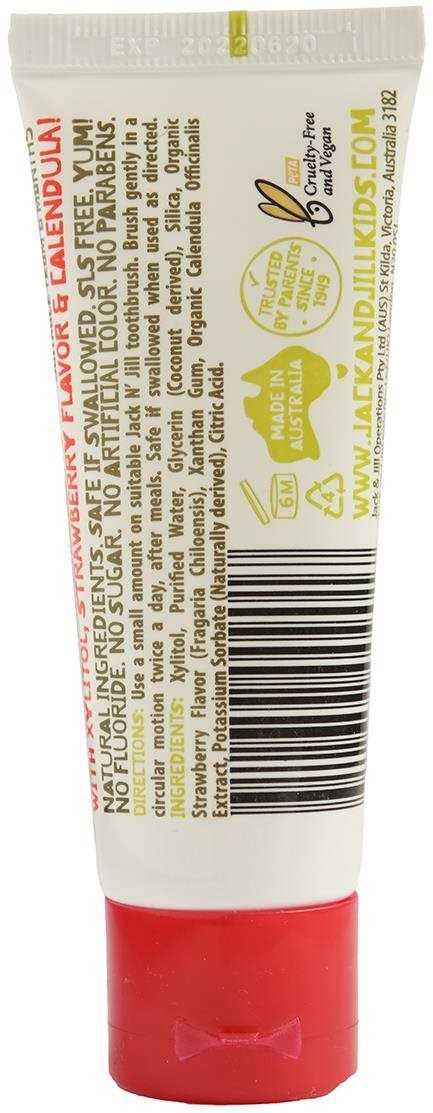 EXP 20220620
MONTHS
WITH XYLITOL, STRAWBERRY FLAVOR & CALENDULA!
NATURAL INGREDIENTS. SAFE IF SWALLOWED. SLS FREE. YUM!
NO FLUORIDE. NO SUGAR. NO ARTIFICIAL COLOR. NO PARABENS.
DIRECTIONS: Use a small amount on suitable Jack N' Jill toothbrush. Brush gently in a
circular motion twice a day, after meals. Safe if swallowed when used as directed.
INGREDIENTS: Xylitol, Purified Water, Glycerin (Coconut derived), Silica, Organic
Strawberry Flavor (Fragaria Chiloensis), Xanthan Gum, Organic Calendula Officinalis
Extract, Potassium Sorbate (Naturally derived), Citric Acid.
6M
4
MADE IN
AUSTRALIA
TRUSTED
BY PARENTS
SINCE
1949
PeTA
Cruelty-Free
and Vegan
WWW.JACKANDJILLKIDS.COM
Jack & Jill Operations Pty Ltd (AUS) St Kilda, Victoria, Australia 3182